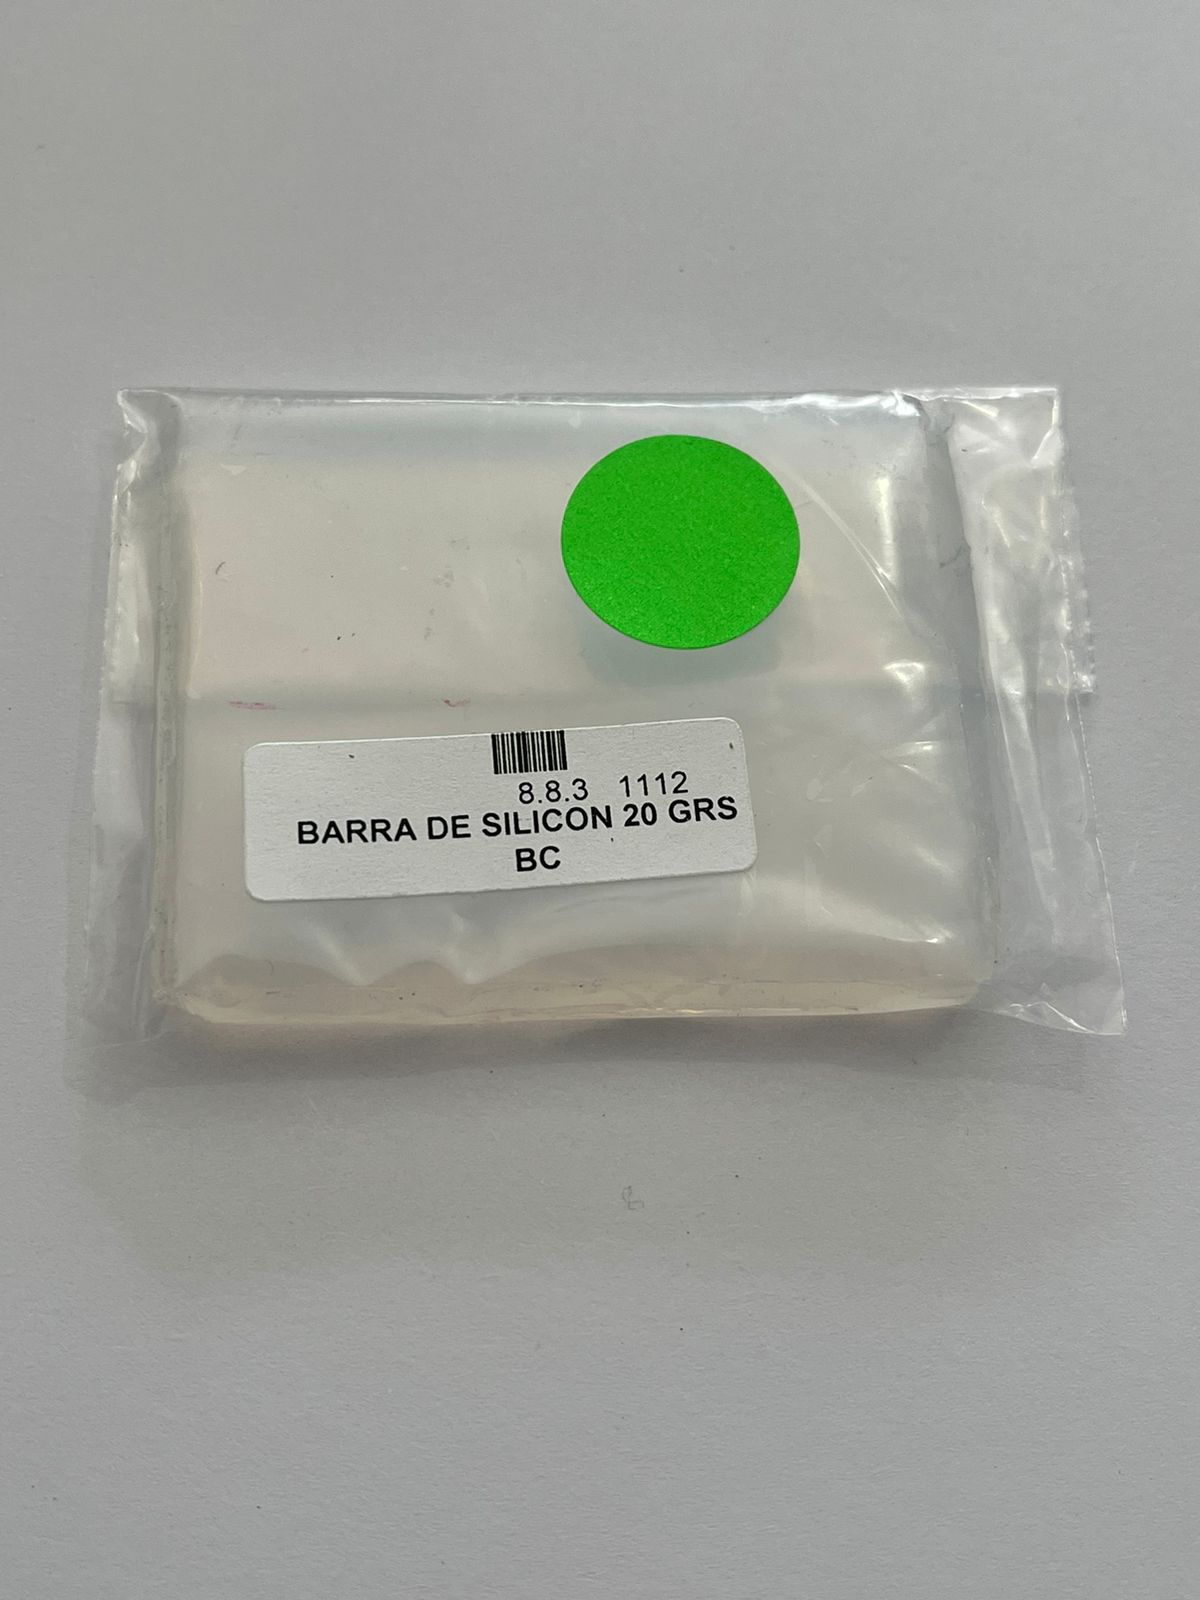 8.8.3 1112
BARRA DE SILICON 20 GRS
BC